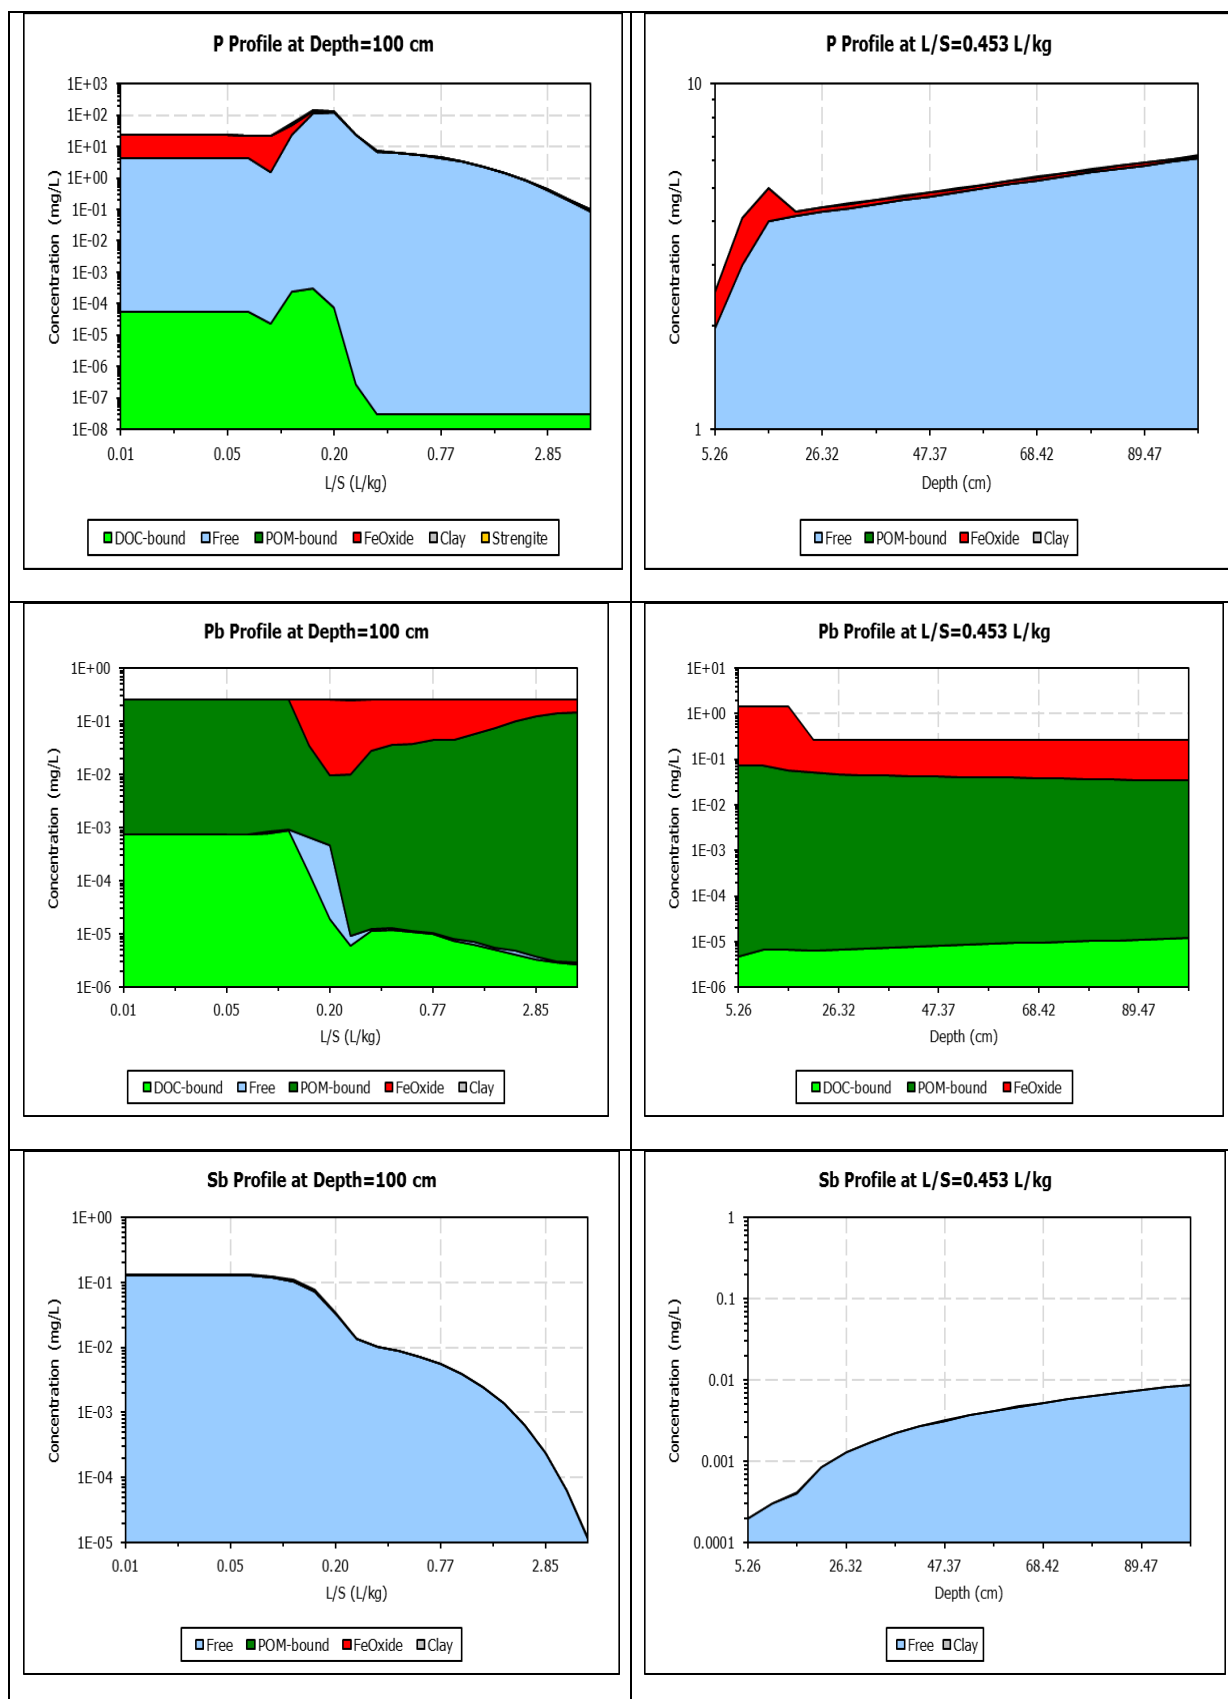 P Profile at Depth=100 cm
Concentration (mg/L)
1E+03
1E+02
1E+01
1E+00
1E-01
1E-02
1E-03
1E-04
1E-05
1E-06
1E-07
1E-08
0.01 0.05 0.20 0.77 2.85
L/S (L/kg)
DOC-bound Free POM-bound FeOxide Clay Strengite
P Profile at L/S=0.453 L/kg
Concentration (mg/L)
10
1
5.26 26.32 47.37 68.42 89.47
Depth (cm)
Free POM-bound FeOxide Clay
Pb Profile at Depth=100 cm
Concentration (mg/L)
1E+00
1E-01
1E-02
1E-03
1E-04
1E-05
1E-06
0.01 0.05 0.20 0.77 2.85
L/S (L/kg)
DOC-bound Free POM-bound FeOxide Clay
Pb Profile at L/S=0.453 L/kg
Concentration (mg/L)
1E+01
1E+00
1E-01
1E-02
1E-03
1E-04
1E-05
1E-06
5.26 26.32 47.37 68.42 89.47
Depth (cm)
DOC-bound POM-bound FeOxide
Sb Profile at Depth=100 cm
Concentration (mg/L)
1E+00
1E-01
1E-02
1E-03
1E-04
1E-05
0.01 0.05 0.20 0.77 2.85
L/S (L/kg)
Free POM-bound FeOxide Clay
Sb Profile at L/S=0.453 L/kg
Concentration (mg/L)
1
0.1
0.01
0.001
0.0001
5.26 26.32 47.37 68.42 89.47
Depth (cm)
Free Clay